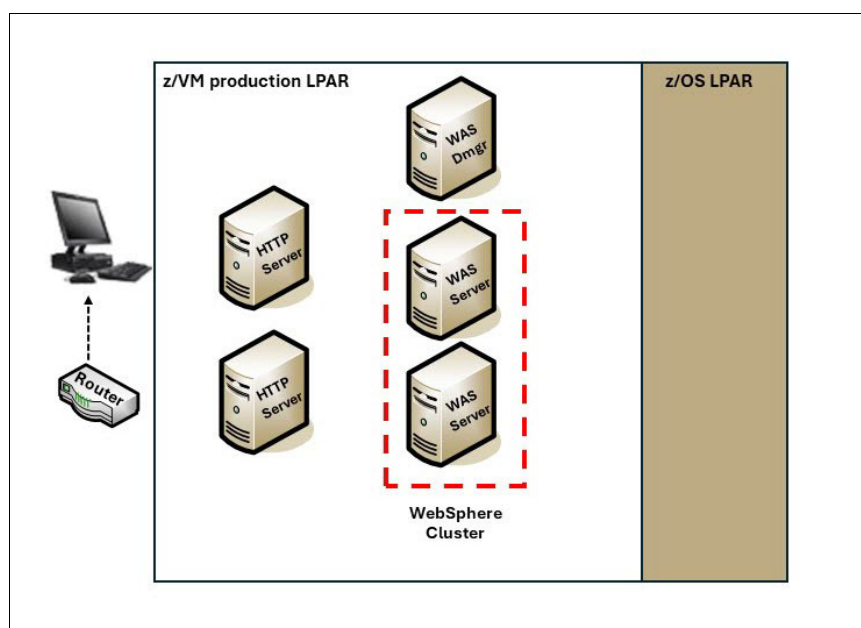 z/VM production LPAR
z/OS LPAR
WAS
Dmgr
HTTP
Server
WAS
Server
Router
HTTP
Server
WAS
Server
WebSphere
Cluster